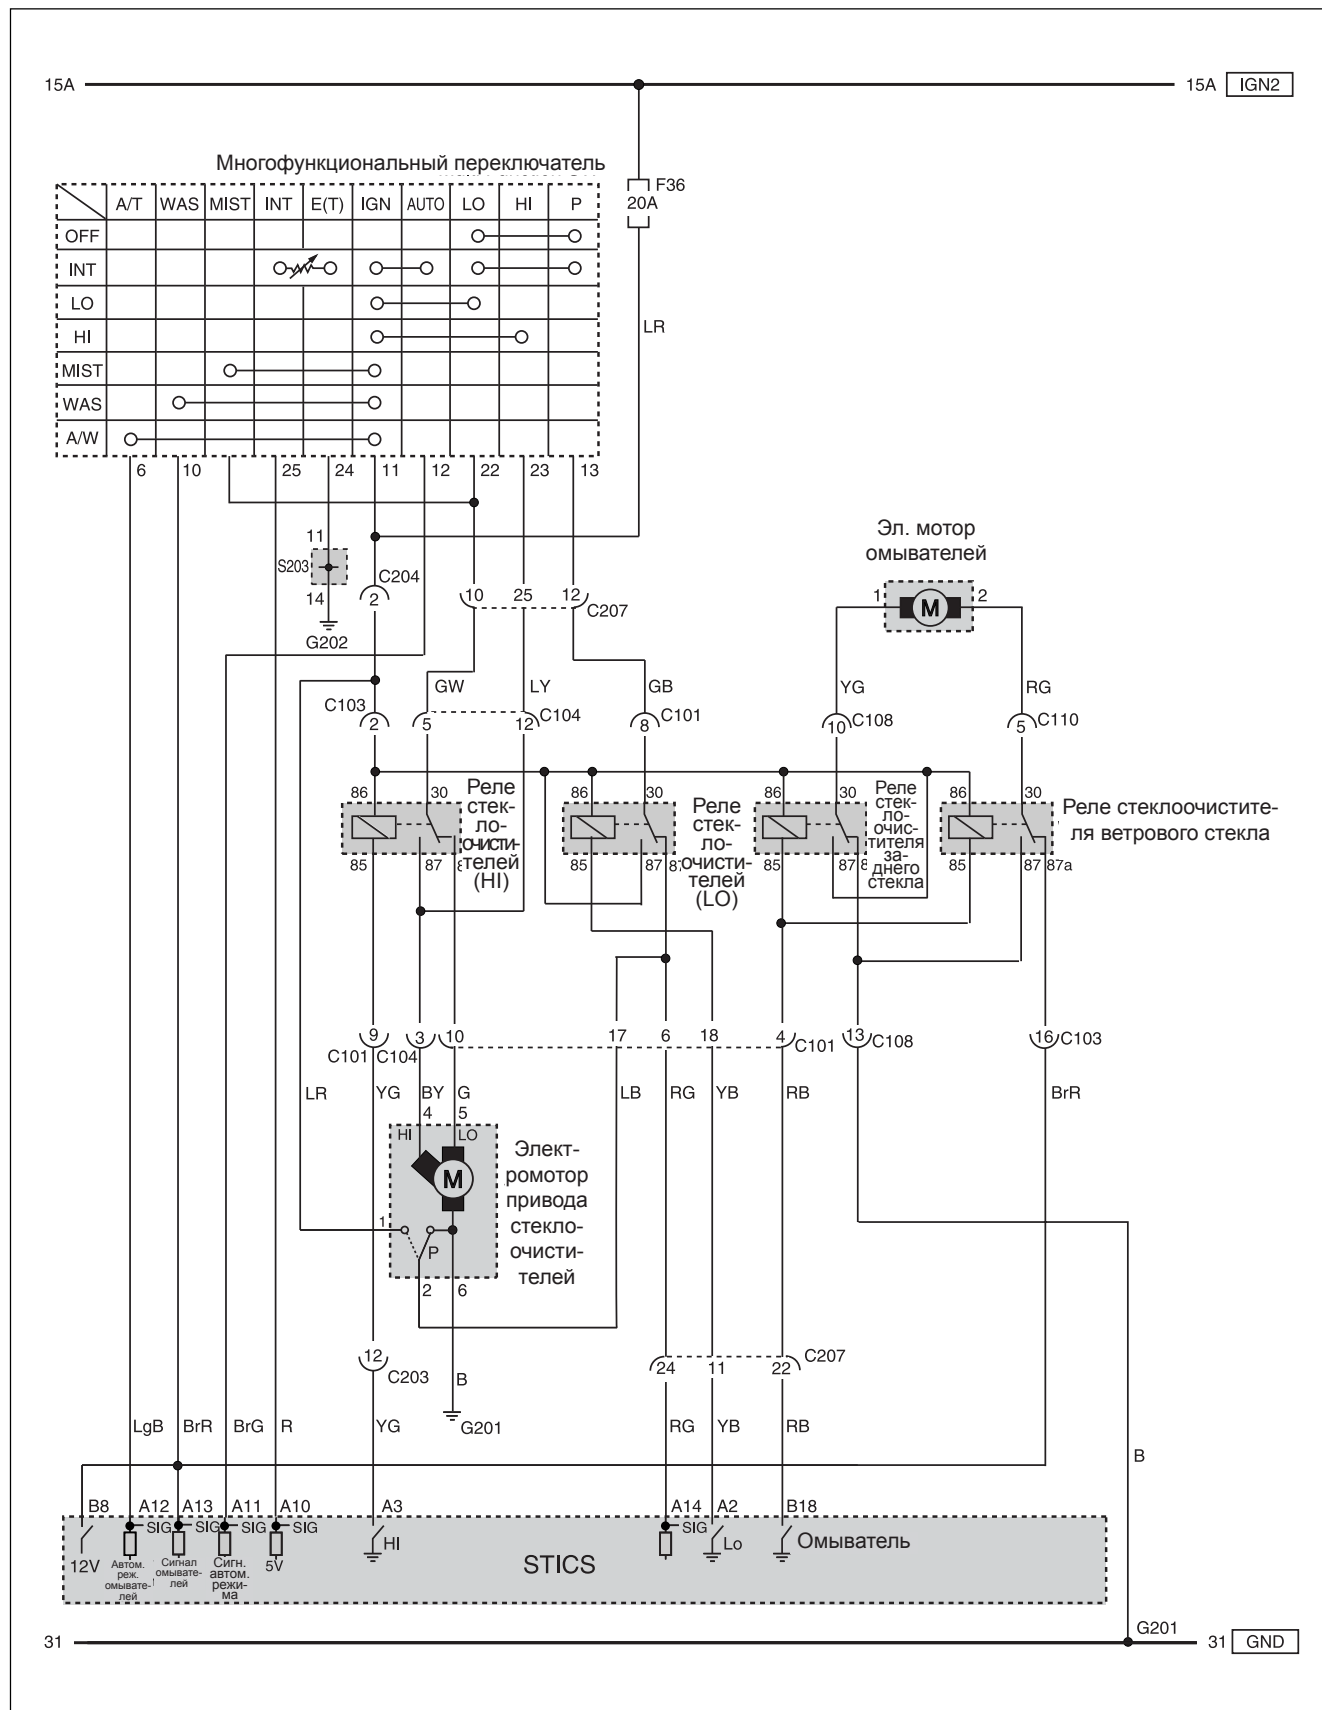 15A 15A IGN2
Многофункциональный переключатель
F36
20A
A/T WAS MIST INT E(T) IGN AUTO LO HI P
OFF
INT
LO
HI
MIST
WAS
A/W
LR
6 10 25 24 11 12 22 23 13
11
S203
14
G202
C204
2
10 25 12
C207
Эл. мотор
омывателей
1 M 2
GW LY GB YG RG
C103 2 5 12 C104 8 C101 10 C108 5 C110
86 30 86 30 86 30 86 30
Реле
стек-
ло-
очисти-
телей
(HI)
Реле
стек-
ло-
очисти-
телей
(LO)
Реле
стек-
ло-
очис-
тителя
за-
днего
стекла
Реле стеклоочистите-
ля ветрового стекла
85 87 85 87 85 87 85 87 87a
9 3 10 17 6 18 4 13 16
C101 C104 C101 C108 C103
LR YG BY G LB RG YB RB BrR
4 5
HI LO
M
1
P
2 6
Элект-
ромотор
привода
стекло-
очисти-
телей
12
C203
B
G201
24 11 22 C207
LgB BrR BrG R YG RG YB RB B
B8 A12 A13 A11 A10 A3 A14 A2 B18
SIG SIG SIG SIG HI SIG Lo Омыватель
12V 5V
Автом.
реж.
омывате-
лей
Сигнал
омывате-
лей
Сигн.
автом.
режи-
ма
STICS
G201
31 31 GND